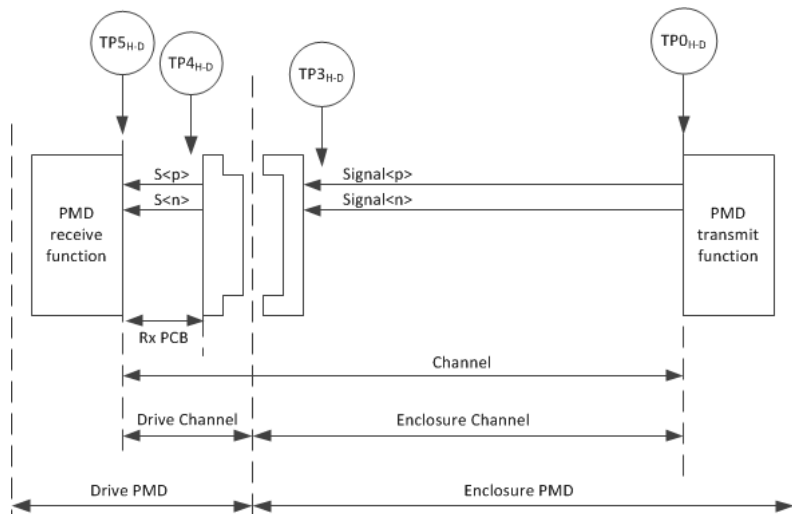 TP5H-D
TP4H-D
TP3H-D
TP0H-D
S<p>
Signal<p>
S<n>
Signal<n>
PMD
receive
function
PMD
transmit
function
Rx PCB
Channel
Drive Channel
Enclosure Channel
Drive PMD
Enclosure PMD